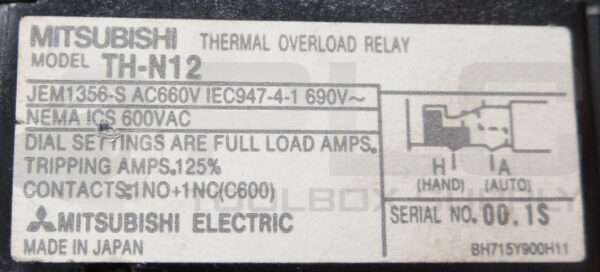 MITSUBISHI THERMAL OVERLOAD RELAY
MODEL TH-N12
JEM1356-S AC660V IEC947-4-1 690V~
NEMA ICS 600VAC
DIAL SETTINGS ARE FULL LOAD AMPS.
TRIPPING AMPS.125%
CONTACTS:1NO+1NC(C600)
H A
(HAND) (AUTO)
MITSUBISHI ELECTRIC
MADE IN JAPAN
SERIAL NO. 00.1S
BH715Y900H11
TOOLBOX SUPPLY